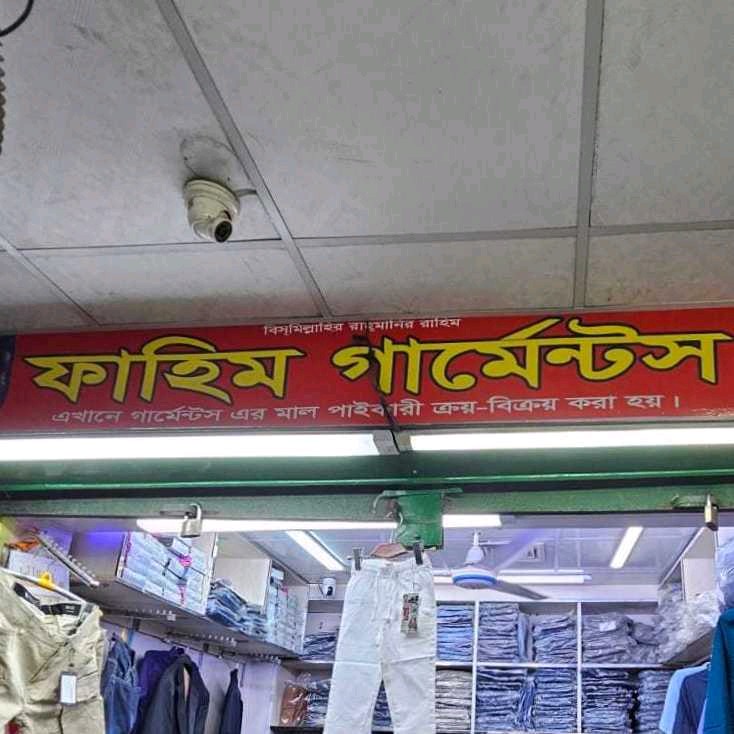 বিসমিল্লাহির রাহমানির রাহিম
ফাহিম গার্মেন্টস
এখানে গার্মেন্টস এর মাল পাইকারী ক্রয়-বিক্রয় করা হয়।